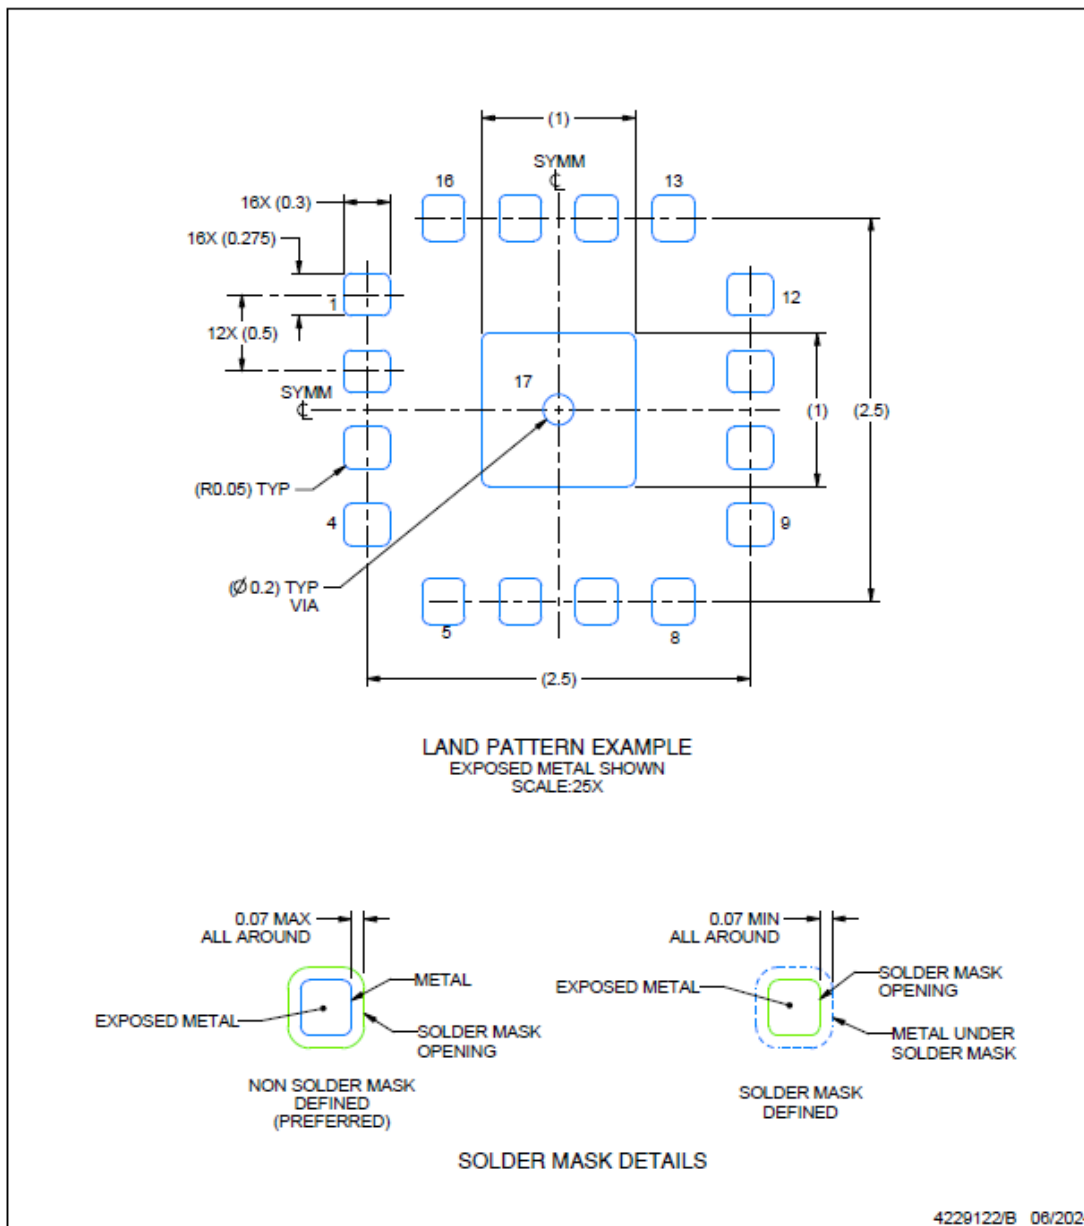 (1)
SYMM
℄
16
13
16X (0.3)
16X (0.275)
1
12
12X (0.5)
17
SYMM
℄
(1)
(2.5)
(R0.05) TYP
4
9
(Ø 0.2) TYP
VIA
5
8
(2.5)
LAND PATTERN EXAMPLE
EXPOSED METAL SHOWN
SCALE:25X
0.07 MAX
ALL AROUND
METAL
EXPOSED METAL
SOLDER MASK
OPENING
NON SOLDER MASK
DEFINED
(PREFERRED)
0.07 MIN
ALL AROUND
EXPOSED METAL
SOLDER MASK
OPENING
METAL UNDER
SOLDER MASK
SOLDER MASK
DEFINED
SOLDER MASK DETAILS
4229122/B 06/202